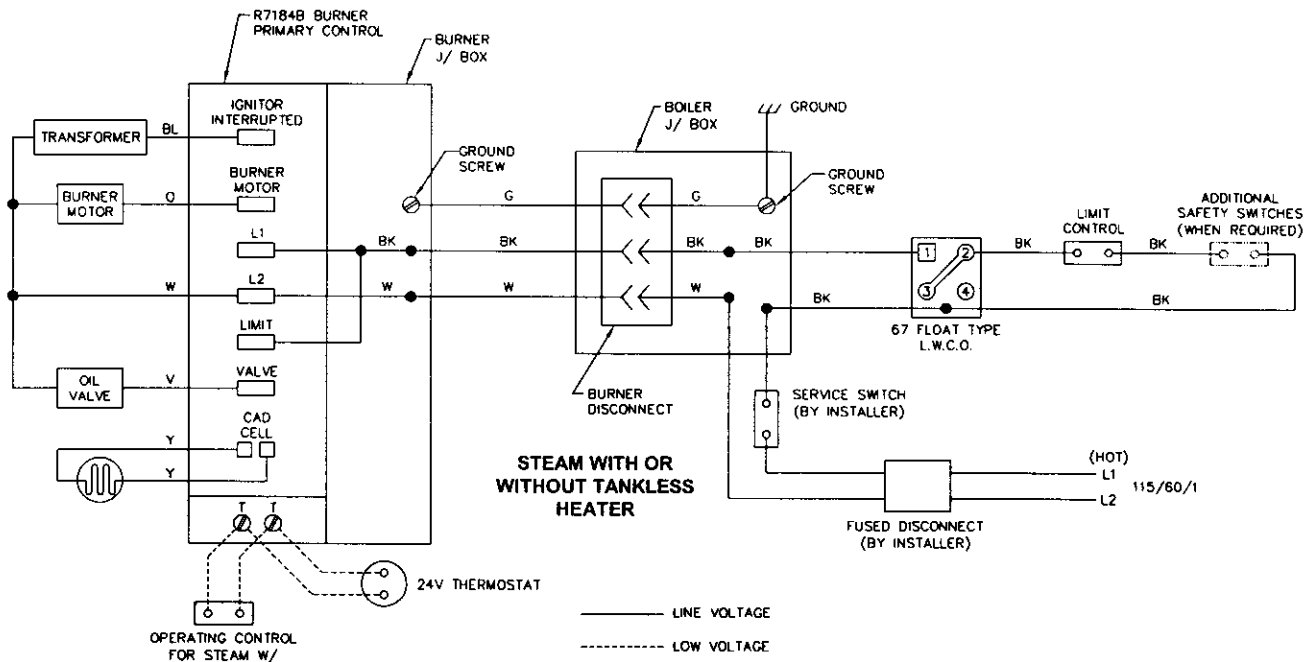 R7184B BURNER
PRIMARY CONTROL
BURNER
J/ BOX
IGNITOR
INTERRUPTED
TRANSFORMER
BL
BURNER
MOTOR
BURNER
MOTOR
O
L1
L2
W
LIMIT
VALVE
OIL
VALVE
V
CAD
CELL
Y
Y
T
T
GROUND
SCREW
G
BK
BK
W
W
BOILER
J/ BOX
GROUND
GROUND
SCREW
G
BK
BK
W
BK
BURNER
DISCONNECT
1
2
3
4
67 FLOAT TYPE
L.W.C.O.
BK
LIMIT
CONTROL
BK
ADDITIONAL
SAFETY SWITCHES
(WHEN REQUIRED)
BK
SERVICE SWITCH
(BY INSTALLER)
STEAM WITH OR
WITHOUT TANKLESS
HEATER
(HOT)
L1
L2
115/60/1
FUSED DISCONNECT
(BY INSTALLER)
24V THERMOSTAT
OPERATING CONTROL
FOR STEAM W/
LINE VOLTAGE
LOW VOLTAGE